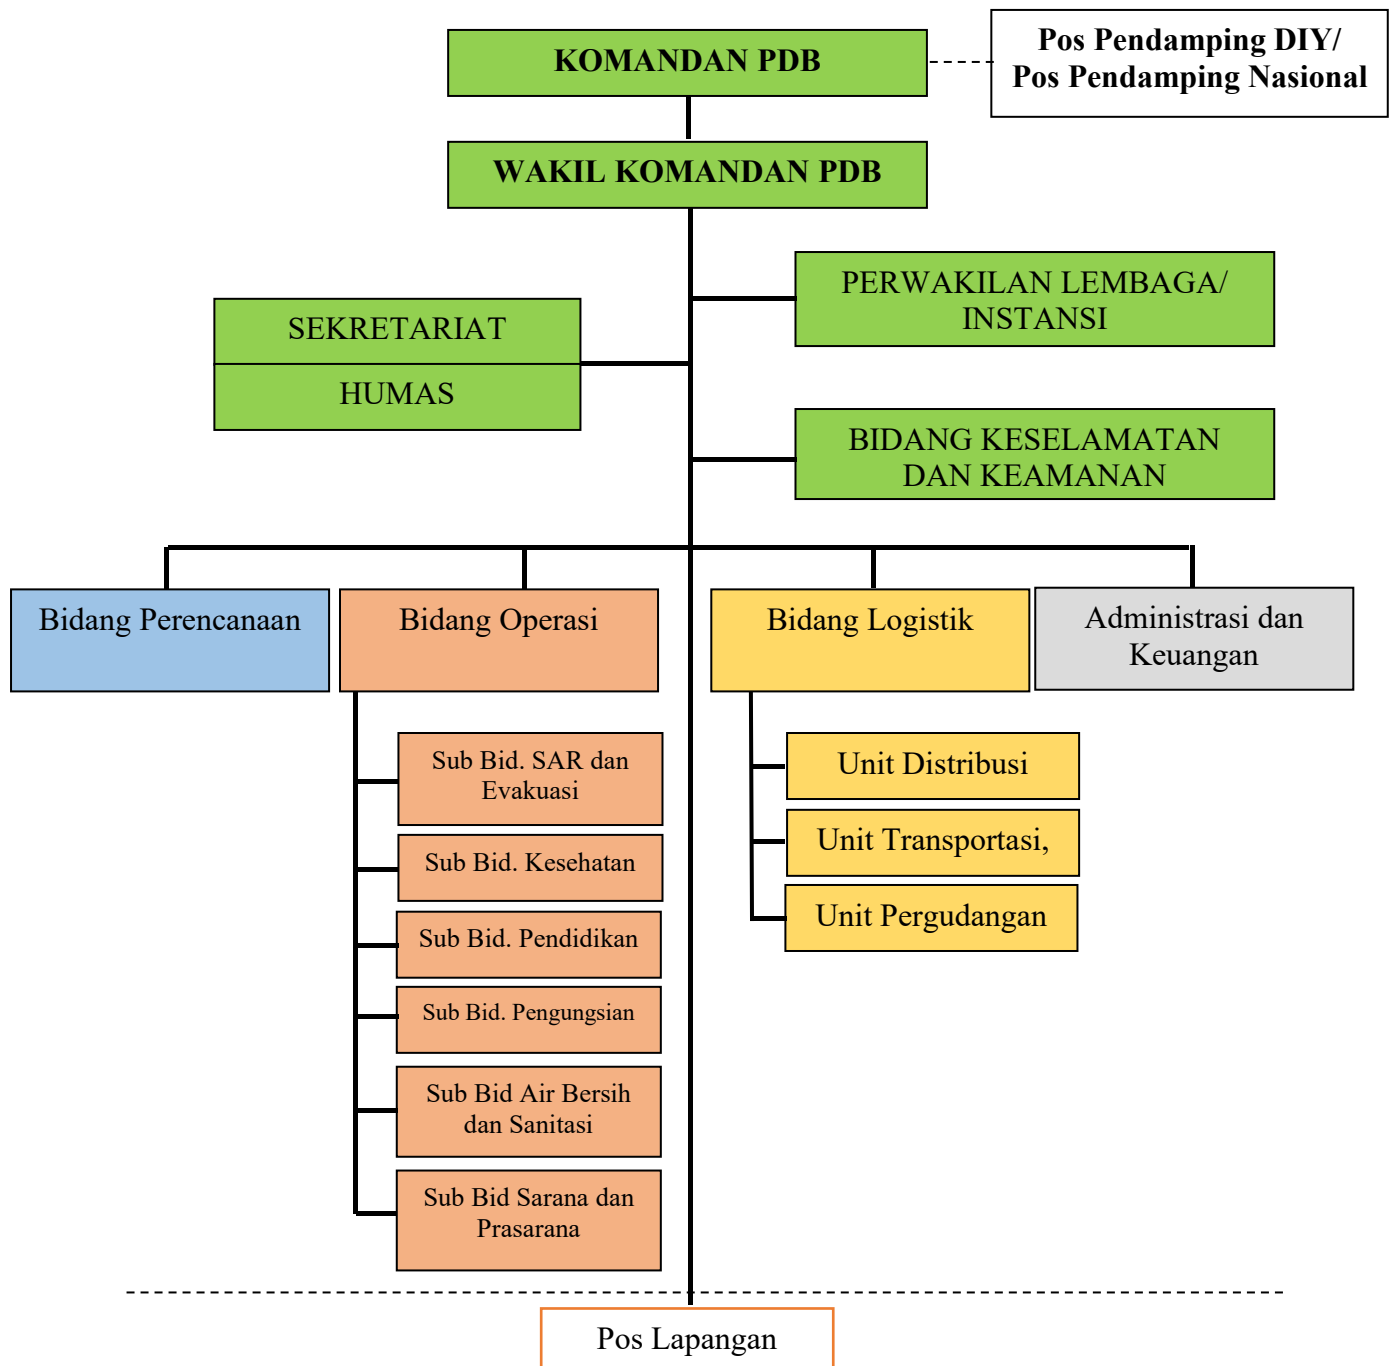 KOMANDAN PDB
Pos Pendamping DIY/
Pos Pendamping Nasional
WAKIL KOMANDAN PDB
PERWAKILAN LEMBAGA/
INSTANSI
SEKRETARIAT
HUMAS
BIDANG KESELAMATAN
DAN KEAMANAN
Bidang Perencanaan
Bidang Operasi
Bidang Logistik
Administrasi dan
Keuangan
Sub Bid. SAR dan
Evakuasi
Sub Bid. Kesehatan
Sub Bid. Pendidikan
Sub Bid. Pengungsian
Sub Bid Air Bersih
dan Sanitasi
Sub Bid Sarana dan
Prasarana
Unit Distribusi
Unit Transportasi,
Unit Pergudangan
Pos Lapangan